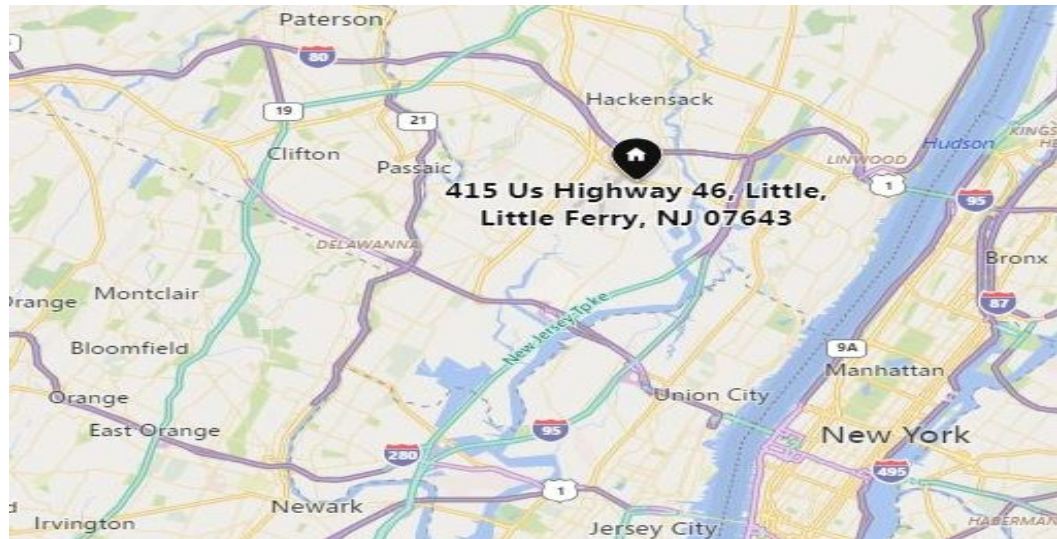 Paterson
80
Hackensack
19
21
KINGS
Hudson
Clifton
Passaic
LINWOOD
1
415 Us Highway 46, Little,
Little Ferry, NJ 07643
95
DELAWANNA
Bronx
Orange
Montclair
87
New Jersey Tpke
Bloomfield
9A
Manhattan
Orange
Union City
East Orange
95
New York
280
495
1
Newark
Irvington
Jersey City
HABERMAN